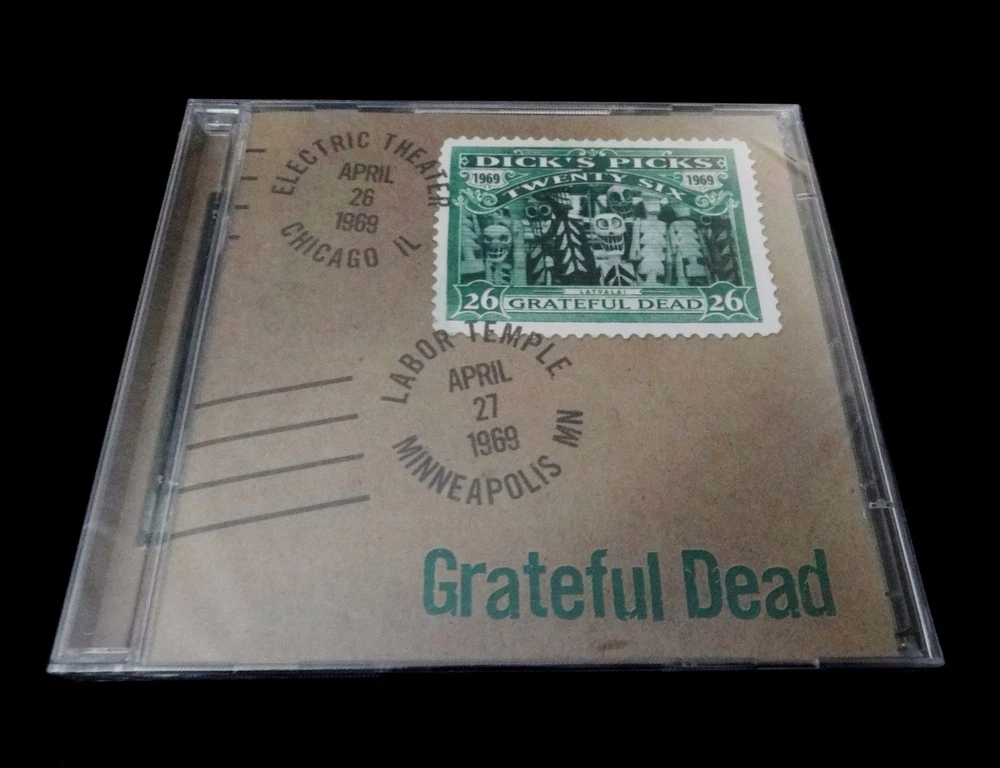 ELECTRIC THEATER
APRIL
26
1969
CHICAGO IL
DICK'S PICKS
1969 TWENTY SIX 1969
LATVALA
26 GRATEFUL DEAD 26
LABOR TEMPLE
APRIL
27
1969
MINNEAPOLIS MN
Grateful Dead